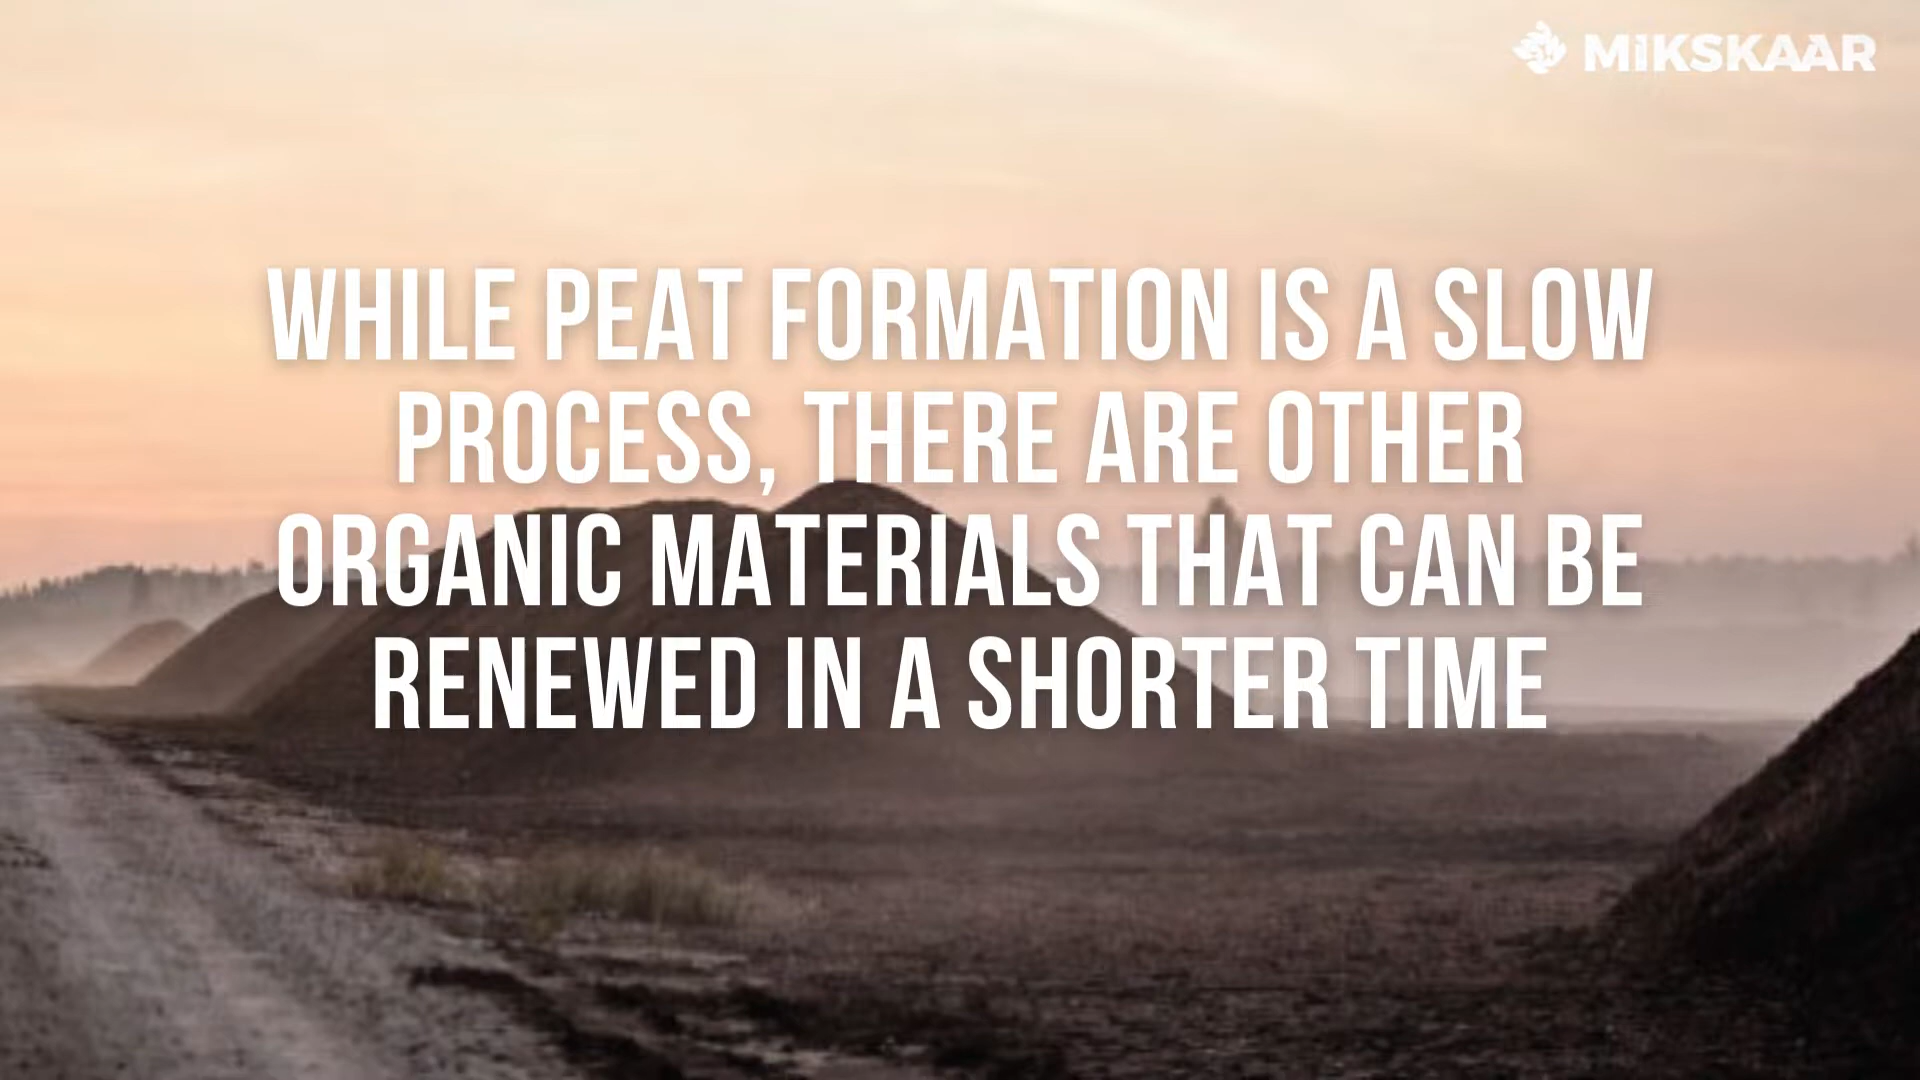 MIKSKAAR
WHILE PEAT FORMATION IS A SLOW
PROCESS, THERE ARE OTHER
ORGANIC MATERIALS THAT CAN BE
RENEWED IN A SHORTER TIME